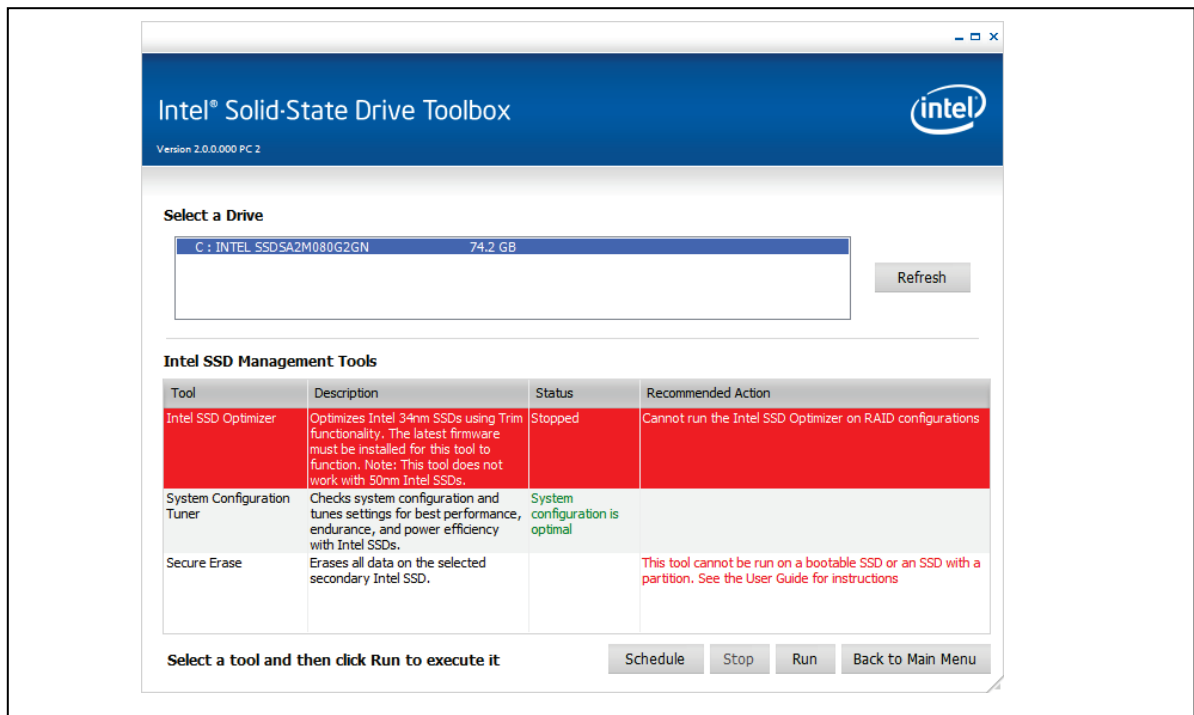 Intel® Solid-State Drive Toolbox
intel
Version 2.0.0.000 PC 2
Select a Drive
C : INTEL SSDSA2M080G2GN 74.2 GB
Refresh
Intel SSD Management Tools
Tool Description Status Recommended Action
Intel SSD Optimizer
Optimizes Intel 34nm SSDs using Trim
functionality. The latest firmware
must be installed for this tool to
function. Note: This tool does not
work with 50nm Intel SSDs.
Stopped
Cannot run the Intel SSD Optimizer on RAID configurations
System Configuration
Tuner
Checks system configuration and
tunes settings for best performance,
endurance, and power efficiency
with Intel SSDs.
System
configuration is
optimal
Secure Erase
Erases all data on the selected
secondary Intel SSD.
This tool cannot be run on a bootable SSD or an SSD with a
partition. See the User Guide for instructions
Select a tool and then click Run to execute it
Schedule Stop Run Back to Main Menu